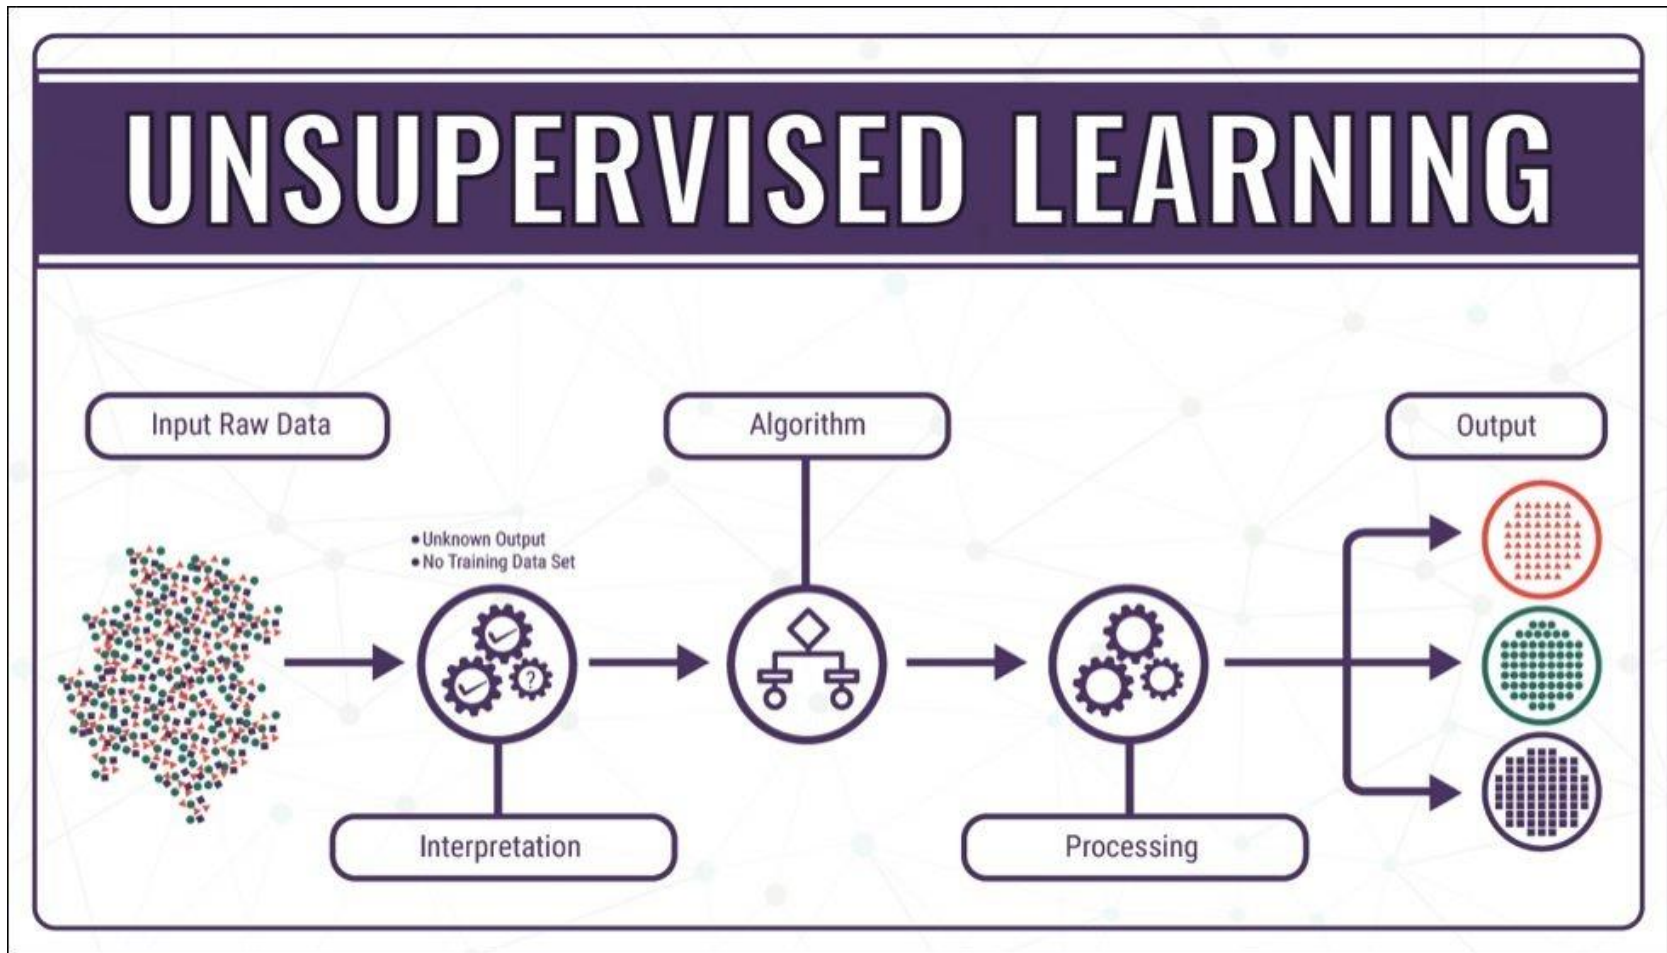 UNSUPERVISED LEARNING
Input Raw Data
Algorithm
Output
●Unknown Output
●No Training Data Set
?
Interpretation
Processing